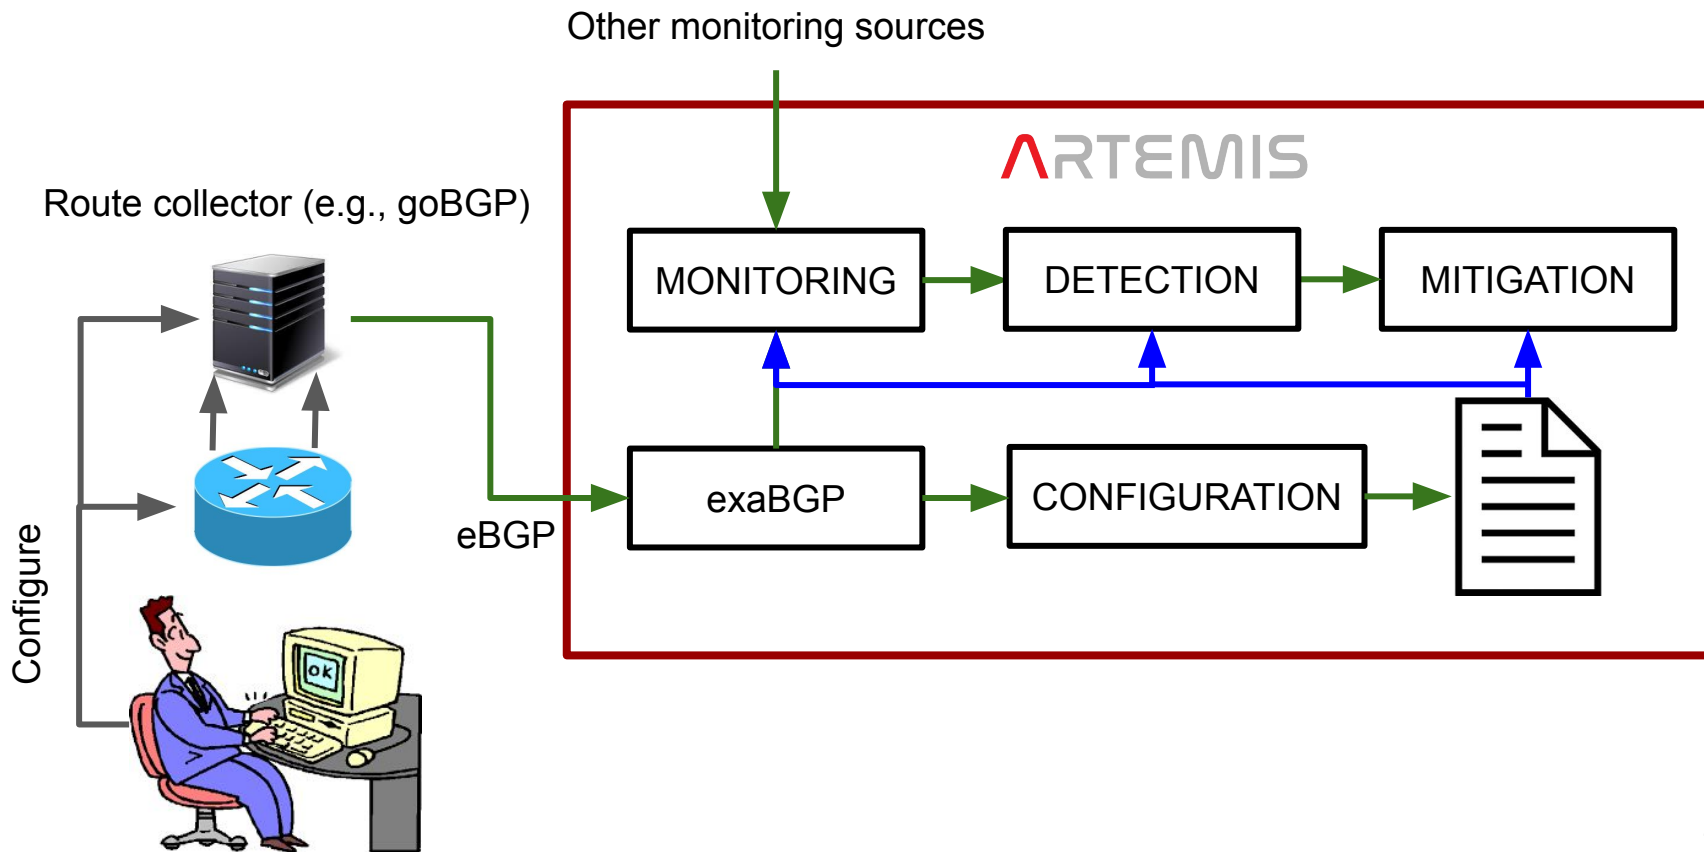 Other monitoring sources
ARTEMIS
Route collector (e.g., goBGP)
MONITORING
DETECTION
MITIGATION
exaBGP
CONFIGURATION
eBGP
Configure
OK